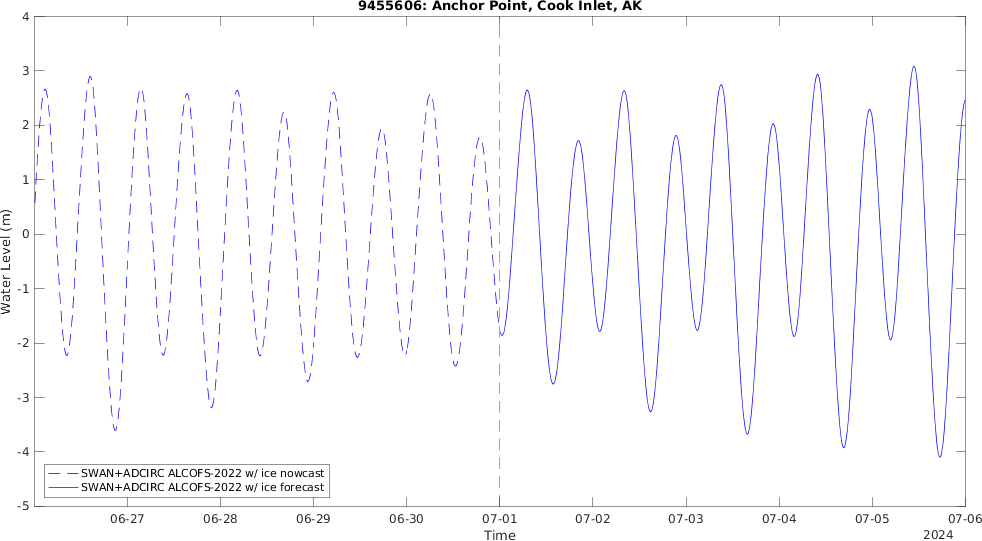 9455606: Anchor Point, Cook Inlet, AK
4
3
2
1
0
-1
-2
-3
-4
-5
Water Level (m)
SWAN+ADCIRC ALCOFS-2022 w/ ice nowcast
SWAN+ADCIRC ALCOFS-2022 w/ ice forecast
06-27 06-28 06-29 06-30 07-01 07-02 07-03 07-04 07-05 07-06
Time
2024